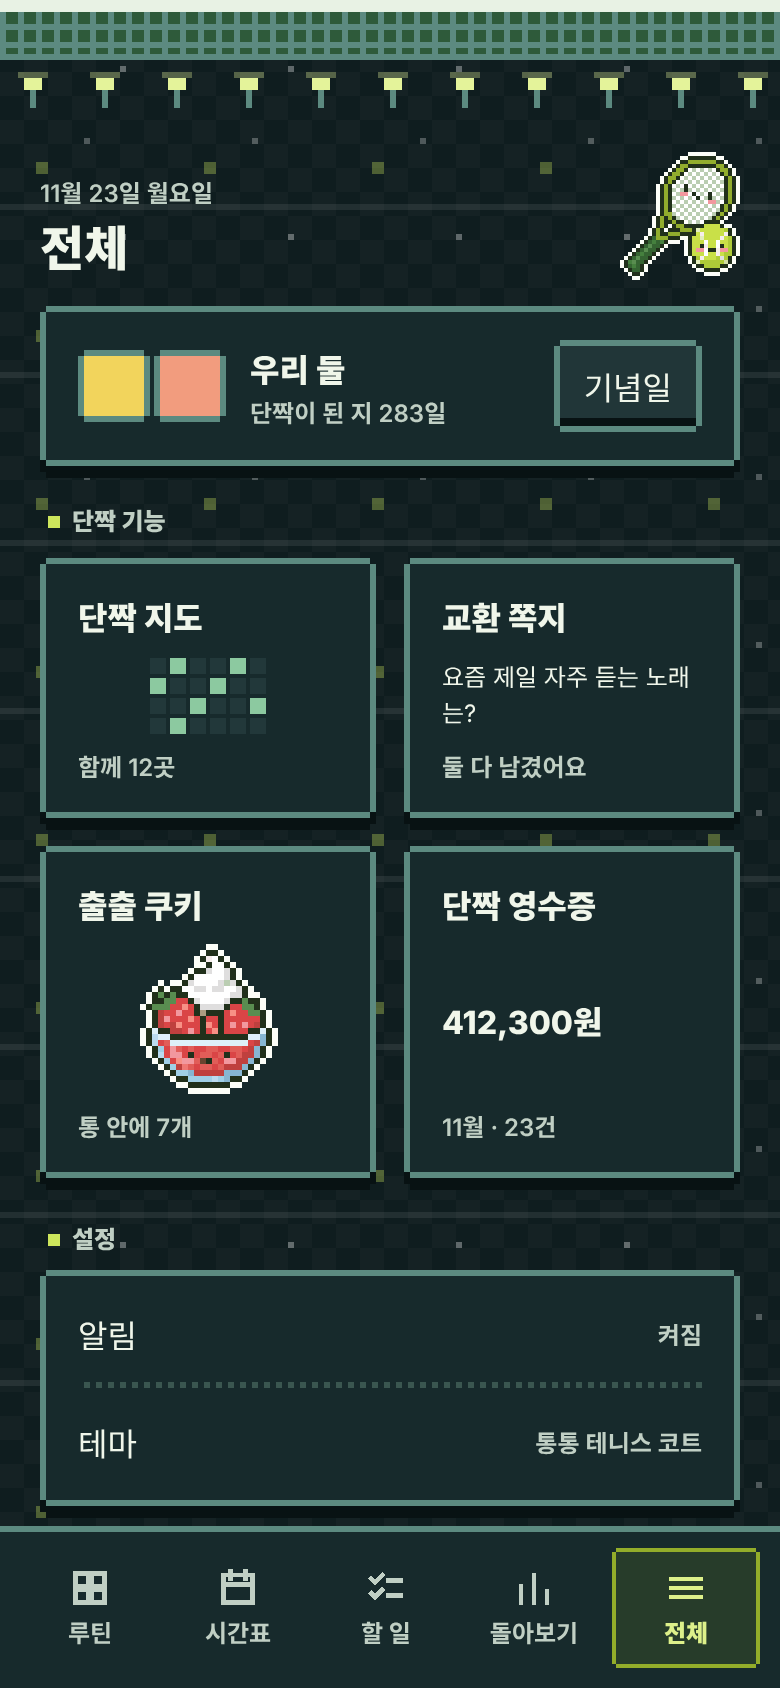 11월 23일 월요일
전체
우리 둘
단짝이 된 지 283일
기념일
단짝 기능
단짝 지도
함께 12곳
교환 쪽지
요즘 제일 자주 듣는 노래
는?
둘 다 남겼어요
출출 쿠키
통 안에 7개
단짝 영수증
412,300원
11월 · 23건
설정
알림
켜짐
테마
통통 테니스 코트
루틴
시간표
할 일
돌아보기
전체